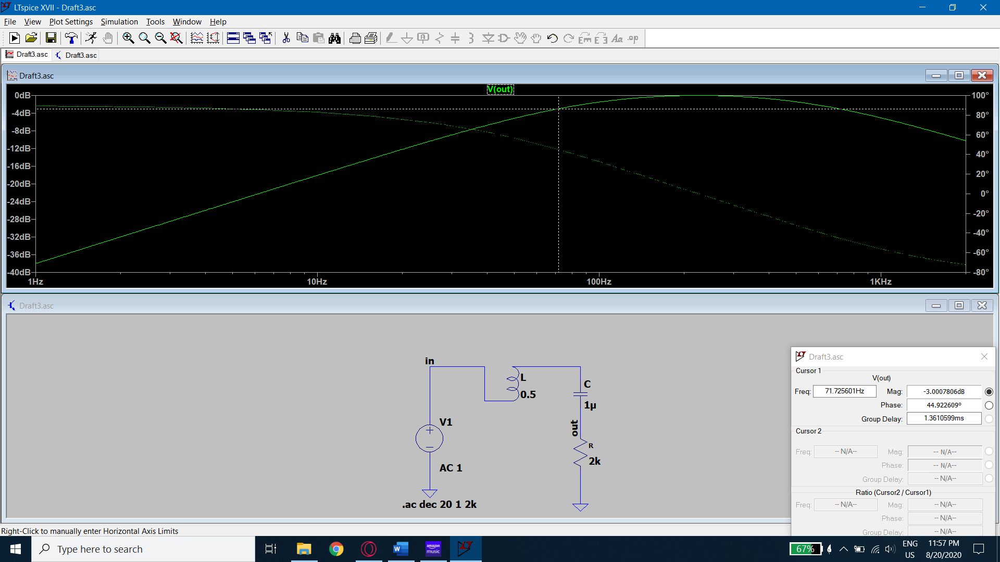 LTspice XVII - Draft3.asc
File View Plot Settings Simulation Tools Window Help
Draft3.asc Draft3.asc
Draft3.asc
V(out)
0dB 100°
-4dB 80°
-8dB 60°
-12dB 40°
-16dB 20°
-20dB 0°
-24dB -20°
-28dB -40°
-32dB -60°
-36dB -80°
-40dB
1Hz 10Hz 100Hz 1KHz
Draft3.asc
in
L
0.5
C
1µ
V1
out
R
2k
AC 1
.ac dec 20 1 2k
Draft3.asc
Cursor 1
V(out)
Freq: 71.725601Hz Mag: -3.0007806dB
Phase: 44.922609°
Group Delay: 1.3610599ms
Cursor 2
Freq: -- N/A-- Mag: -- N/A--
Phase: -- N/A--
Group Delay: -- N/A--
Ratio (Cursor2 / Cursor1)
Freq: -- N/A-- Mag: -- N/A--
Phase: -- N/A--
Group Delay: -- N/A--
Right-Click to manually enter Horizontal Axis Limits
Type here to search
W
amazon
music
67%
ENG
US
11:57 PM
8/20/2020